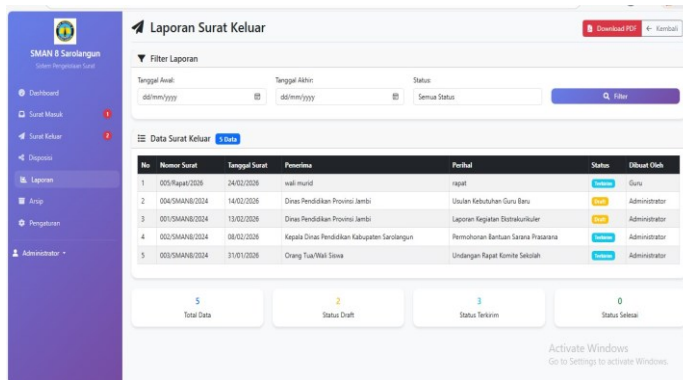 SMAN 8 Sarolangun
Sistem Pengelolaan Surat
Dashboard
Surat Masuk 1
Surat Keluar
Disposisi
Laporan
Arsip
Pengaturan
Administrator
Laporan Surat Keluar
Download PDF
← Kembali
Filter Laporan
Tanggal Awal:
dd/mm/yyyy
Tanggal Akhir:
dd/mm/yyyy
Status:
Semua Status
Filter
Data Surat Keluar 5 Data
No Nomor Surat Tanggal Surat Penerima Perihal Status Dibuat Oleh
1 005/Rapat/2026 24/02/2026 wali murid rapat Terkirim Guru
2 004/SMAN8/2024 14/02/2026 Dinas Pendidikan Provinsi Jambi Usulan Kebutuhan Guru Baru Draft Administrator
3 001/SMAN8/2024 13/02/2026 Dinas Pendidikan Provinsi Jambi Laporan Kegiatan Ekstrakurikuler Draft Administrator
4 002/SMAN8/2024 08/02/2026 Kepala Dinas Pendidikan Kabupaten Sarolangun Permohonan Bantuan Sarana Prasarana Terkirim Administrator
5 003/SMAN8/2024 31/01/2026 Orang Tua/Wali Siswa Undangan Rapat Komite Sekolah Terkirim Administrator
5
Total Data
2
Status Draft
3
Status Terkirim
0
Status Selesai
Activate Windows
Go to Settings to activate Windows.